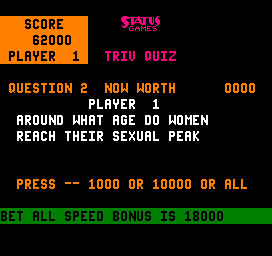 SCORE
STATUS
GAMES
62000
PLAYER 1
TRIV QUIZ
QUESTION 2 NOW WORTH 0000
PLAYER 1
AROUND WHAT AGE DO WOMEN
REACH THEIR SEXUAL PEAK
PRESS -- 1000 OR 10000 OR ALL
BET ALL SPEED BONUS IS 18000